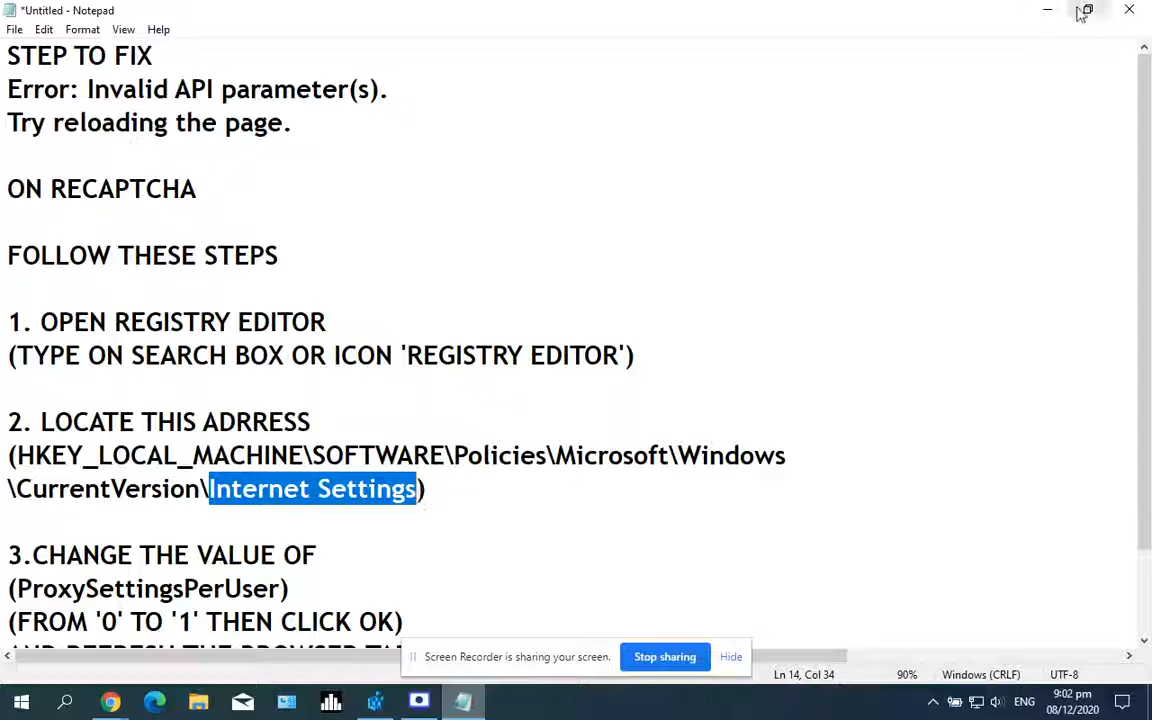 *Untitled - Notepad
File Edit Format View Help
STEP TO FIX
Error: Invalid API parameter(s).
Try reloading the page.
ON RECAPTCHA
FOLLOW THESE STEPS
1. OPEN REGISTRY EDITOR
(TYPE ON SEARCH BOX OR ICON 'REGISTRY EDITOR')
2. LOCATE THIS ADRRESS
(HKEY_LOCAL_MACHINE\SOFTWARE\Policies\Microsoft\Windows
\CurrentVersion\Internet Settings)
3.CHANGE THE VALUE OF
(ProxySettingsPerUser)
(FROM '0' TO '1' THEN CLICK OK)
Screen Recorder is sharing your screen. Stop sharing Hide
Ln 14, Col 34 90% Windows (CRLF) UTF-8
ENG
9:02 pm
08/12/2020